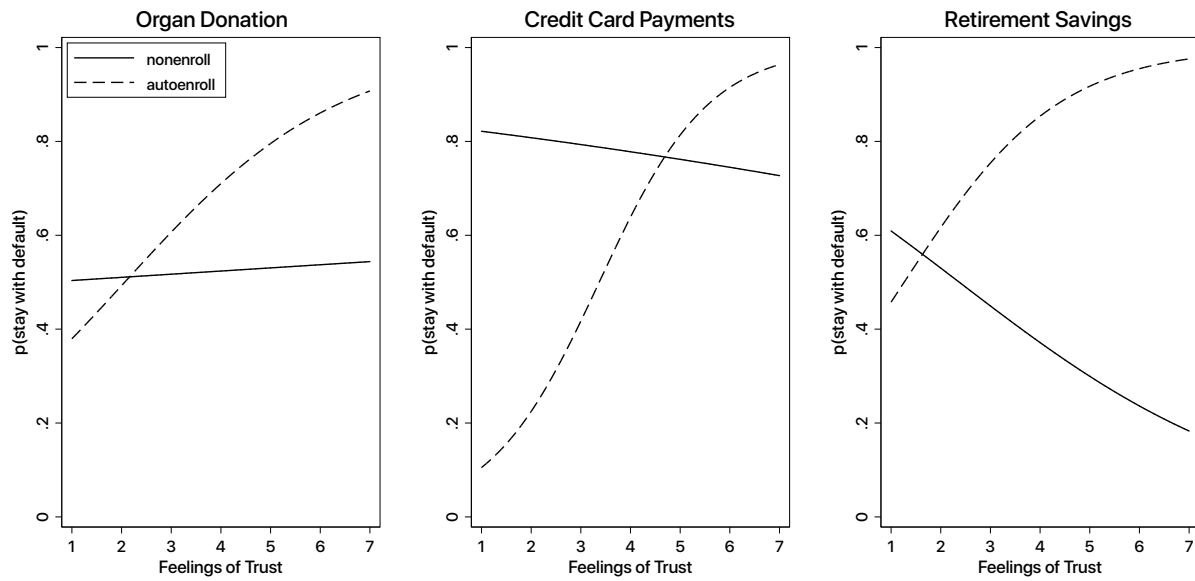 Organ Donation
nonenroll
autoenroll
p(stay with default)
1
.8
.6
.4
.2
0
1 2 3 4 5 6 7
Feelings of Trust
Credit Card Payments
p(stay with default)
1
.8
.6
.4
.2
0
1 2 3 4 5 6 7
Feelings of Trust
Retirement Savings
p(stay with default)
1
.8
.6
.4
.2
0
1 2 3 4 5 6 7
Feelings of Trust